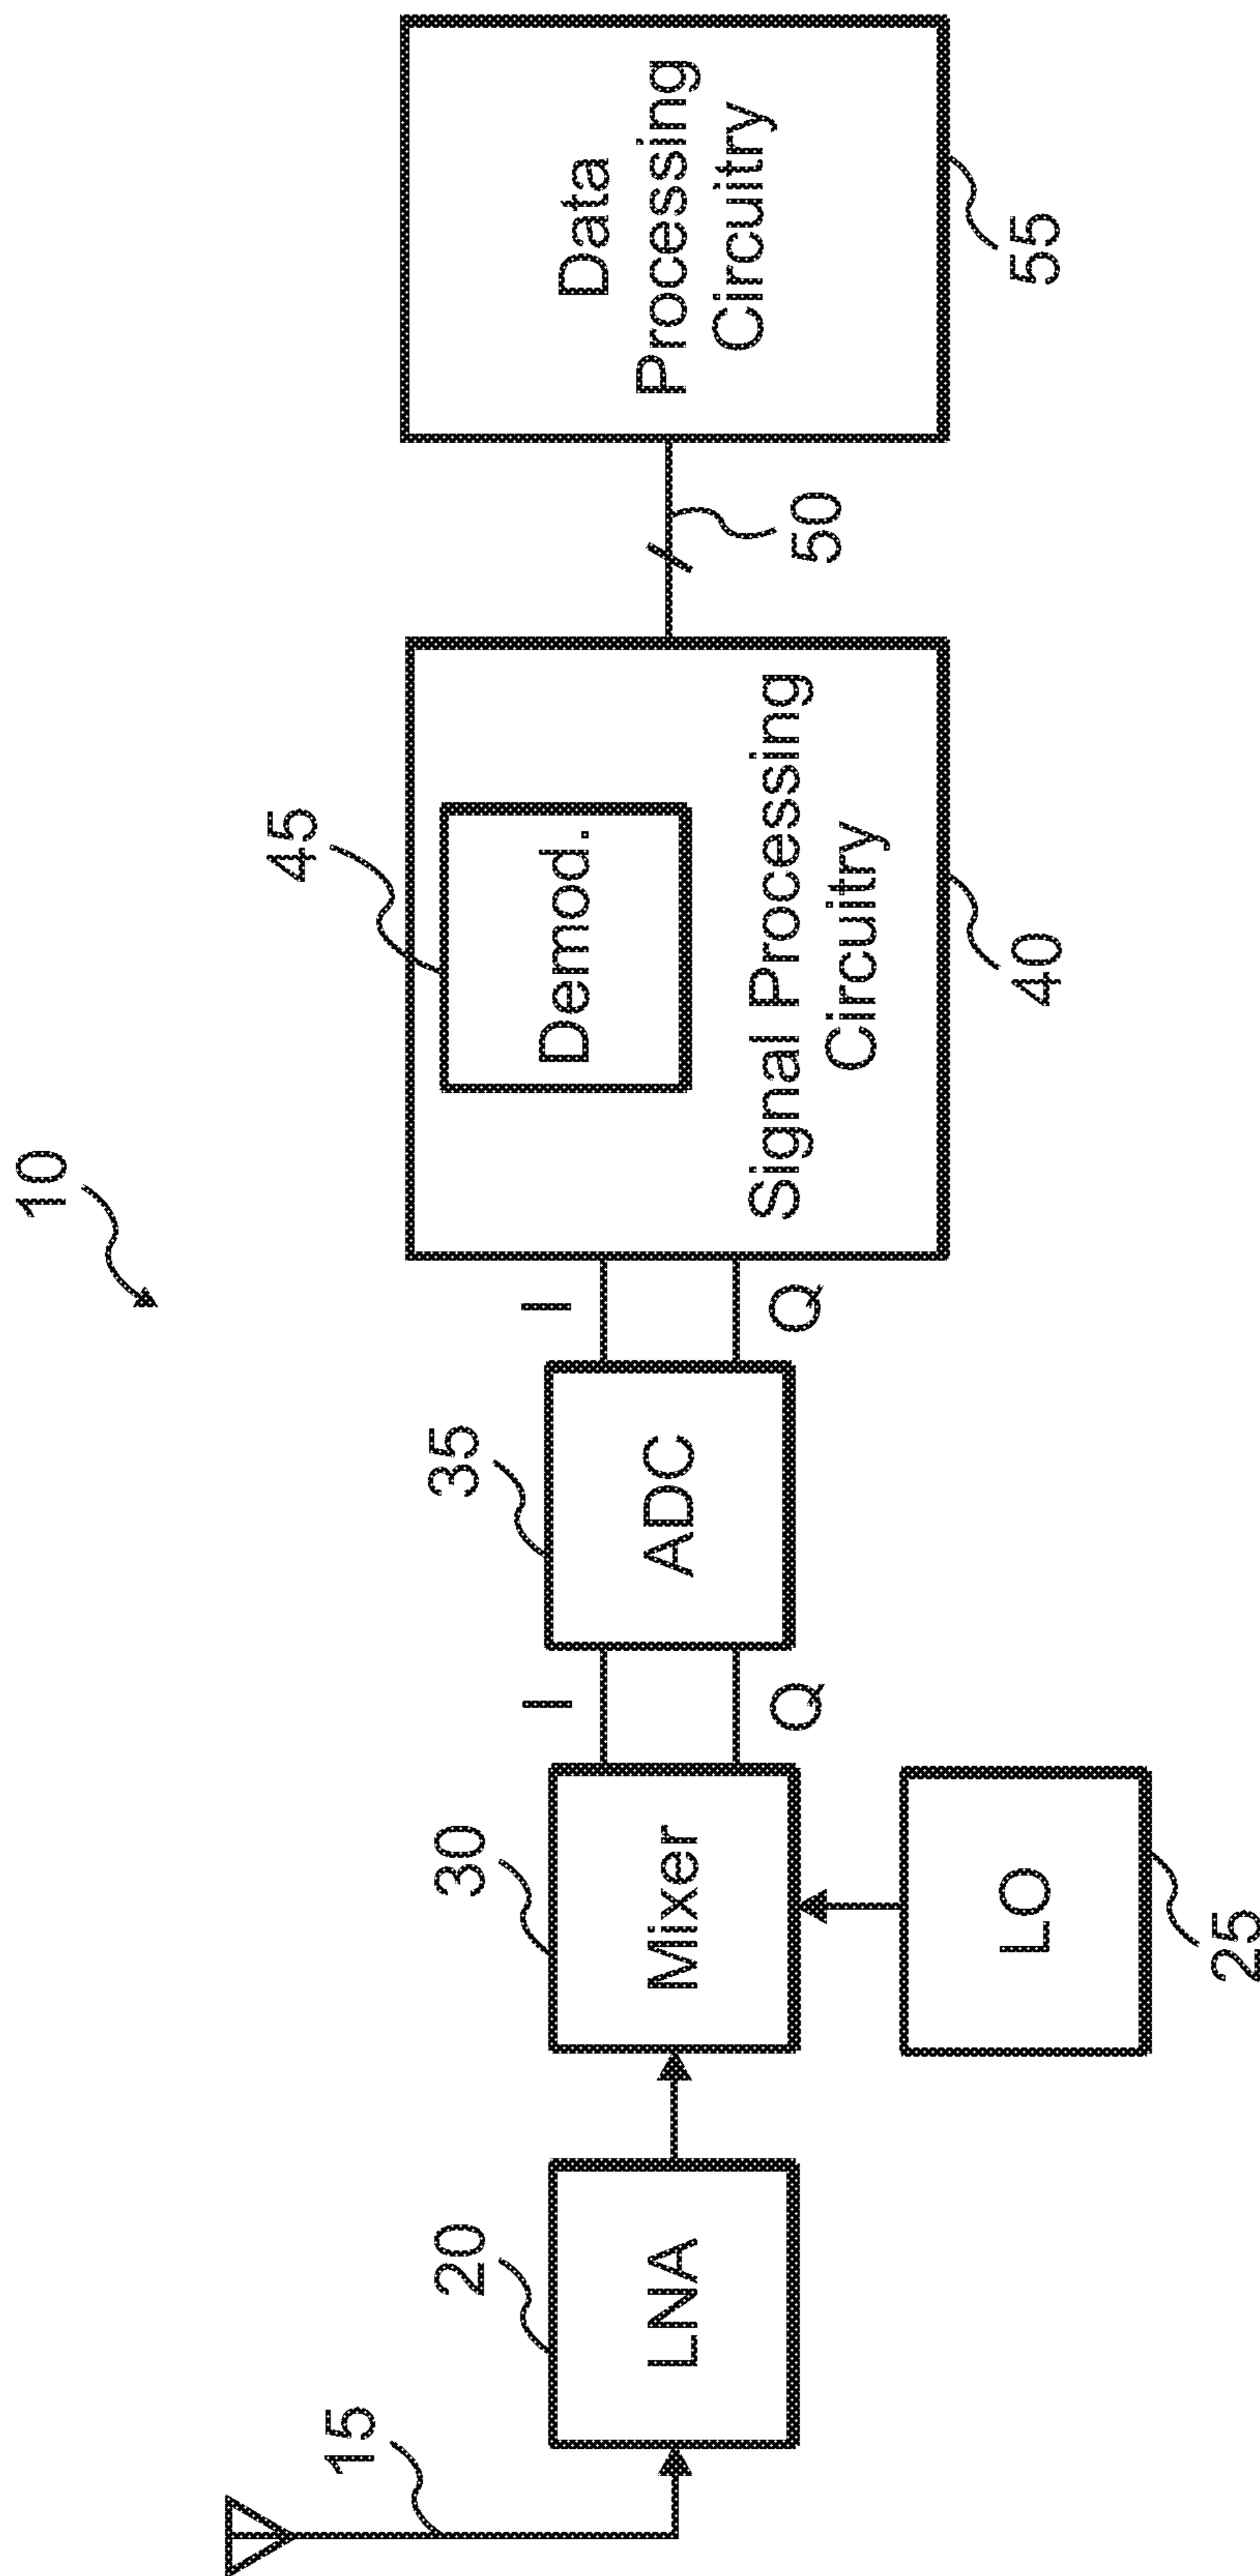 10
15
20
LNA
30
Mixer
LO
25
I
Q
35
ADC
I
Q
45
Demod.
Signal Processing
Circuitry
40
50
Data
Processing
Circuitry
55